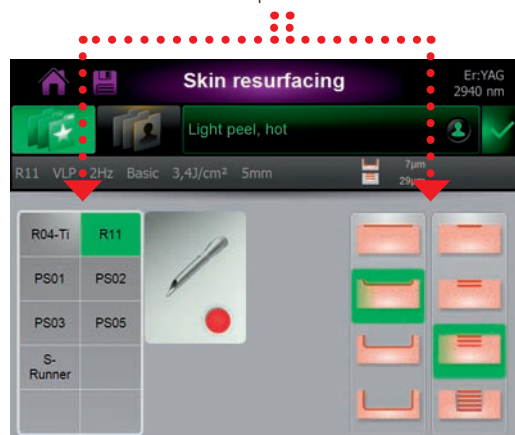 Skin resurfacing
Er:YAG
2940 nm
Light peel, hot
R11 VLP 2Hz Basic 3,4J/cm² 5mm
7µm
29µm
R04-Ti R11
PS01 PS02
PS03 PS05
S-
Runner